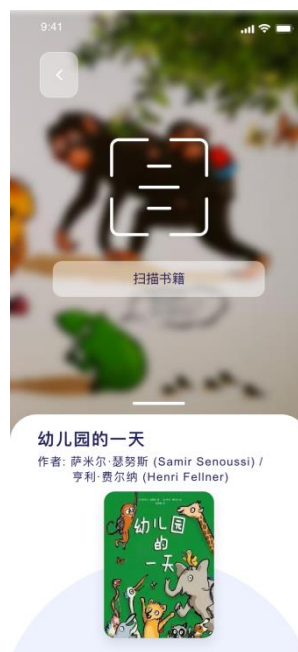 9:41
扫描书籍
幼儿园的一天
作者: 萨米尔·瑟努斯 (Samir Senoussi) /
亨利·费尔纳 (Henri Fellner)
幼儿园
的
一天